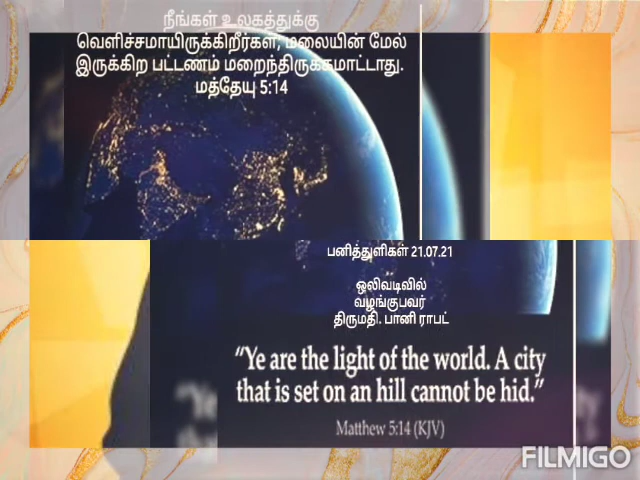 நீங்கள் உலகத்துக்கு
வெளிச்சமாயிருக்கிறீர்கள்; மலையின் மேல்
இருக்கிற பட்டணம் மறைந்திருக்கமாட்டாது.
மத்தேயு 5:14
பனித்துளிகள் 21.07.21
ஒலிவடிவில்
வழங்குபவர்
திருமதி. பானி ராபட்
“Ye are the light of the world. A city
that is set on an hill cannot be hid.”
Matthew 5:14 (KJV)
“Ye
tha
FILMIGO